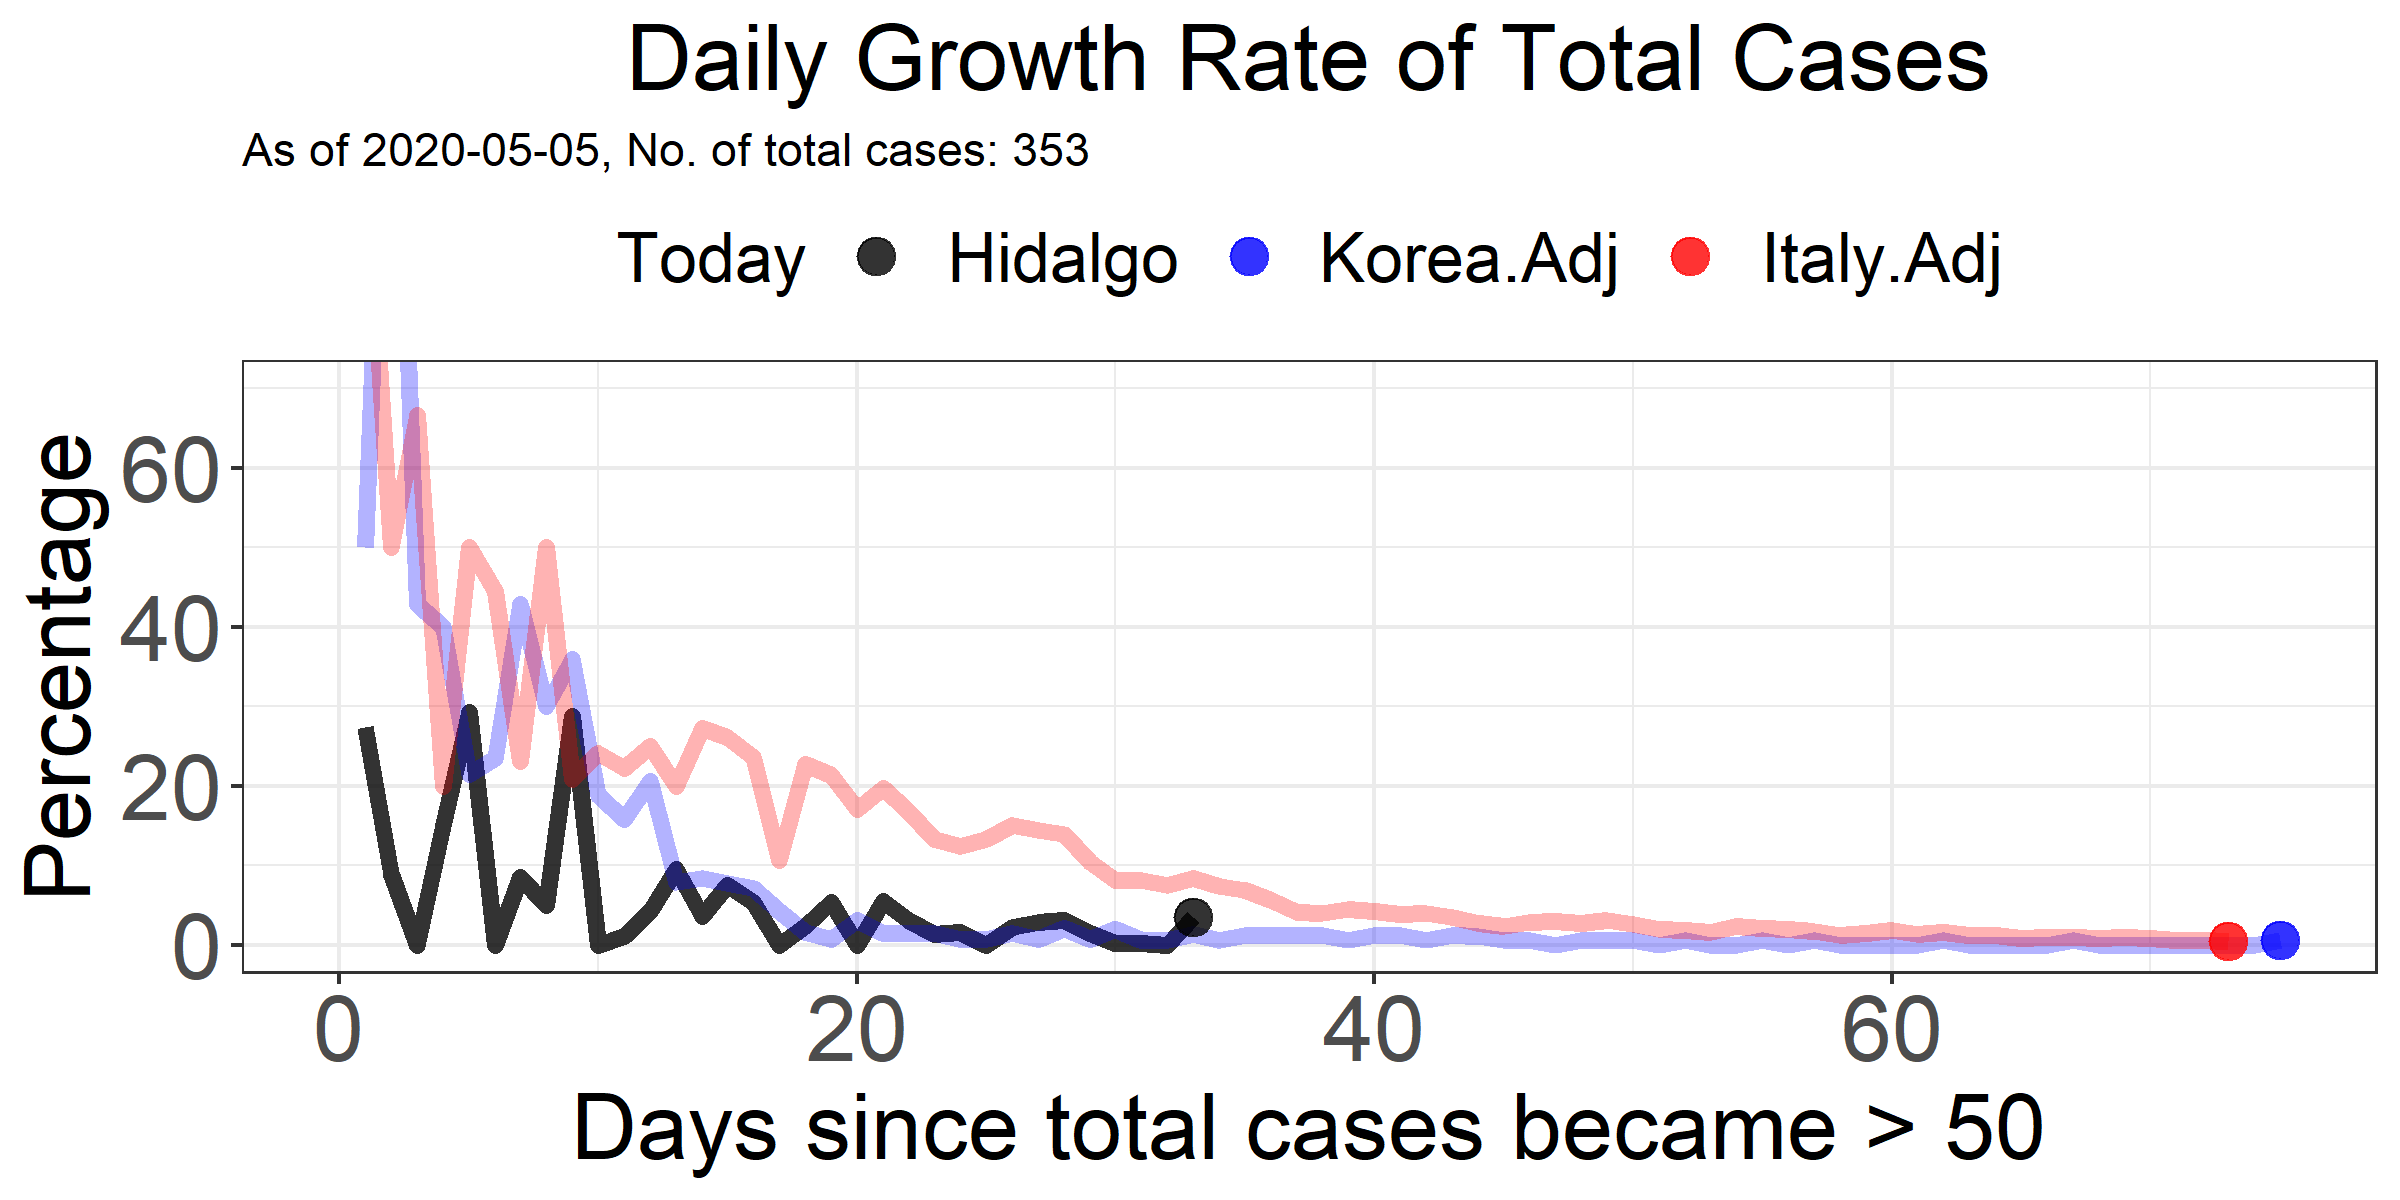 Daily Growth Rate of Total Cases
As of 2020-05-05, No. of total cases: 353
Today Hidalgo Korea.Adj Italy.Adj
Percentage
60
40
20
0
0 20 40 60
Days since total cases became > 50